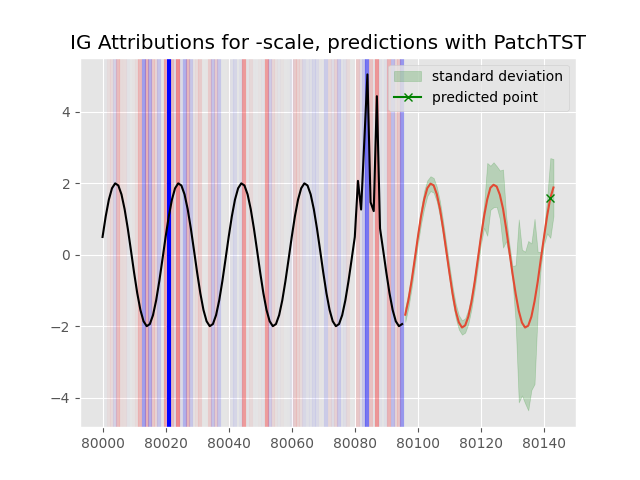 IG Attributions for -scale, predictions with PatchTST
standard deviation
predicted point
4
2
0
−2
−4
80000 80020 80040 80060 80080 80100 80120 80140